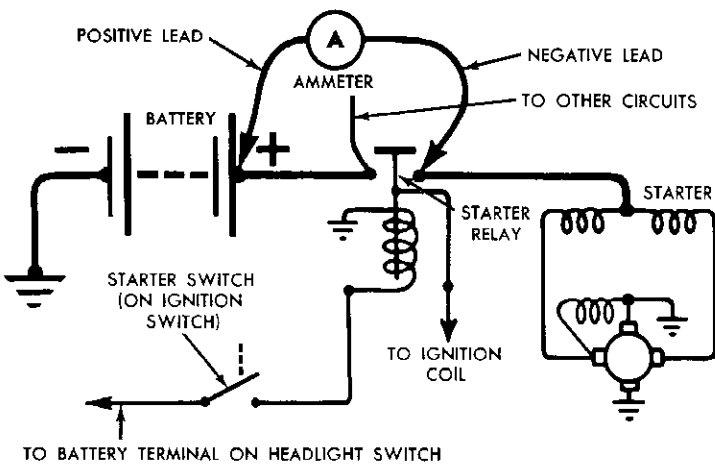 POSITIVE LEAD
A
AMMETER
NEGATIVE LEAD
TO OTHER CIRCUITS
BATTERY
-
+
STARTER
STARTER
RELAY
STARTER SWITCH
(ON IGNITION
SWITCH)
TO IGNITION
COIL
TO BATTERY TERMINAL ON HEADLIGHT SWITCH